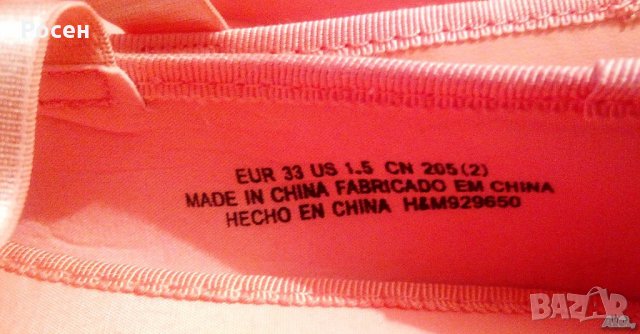 Росен
EUR 33 US 1.5 CN 205(2)
MADE IN CHINA FABRICADO EM CHINA
HECHO EN CHINA H&M929650
BAZAR